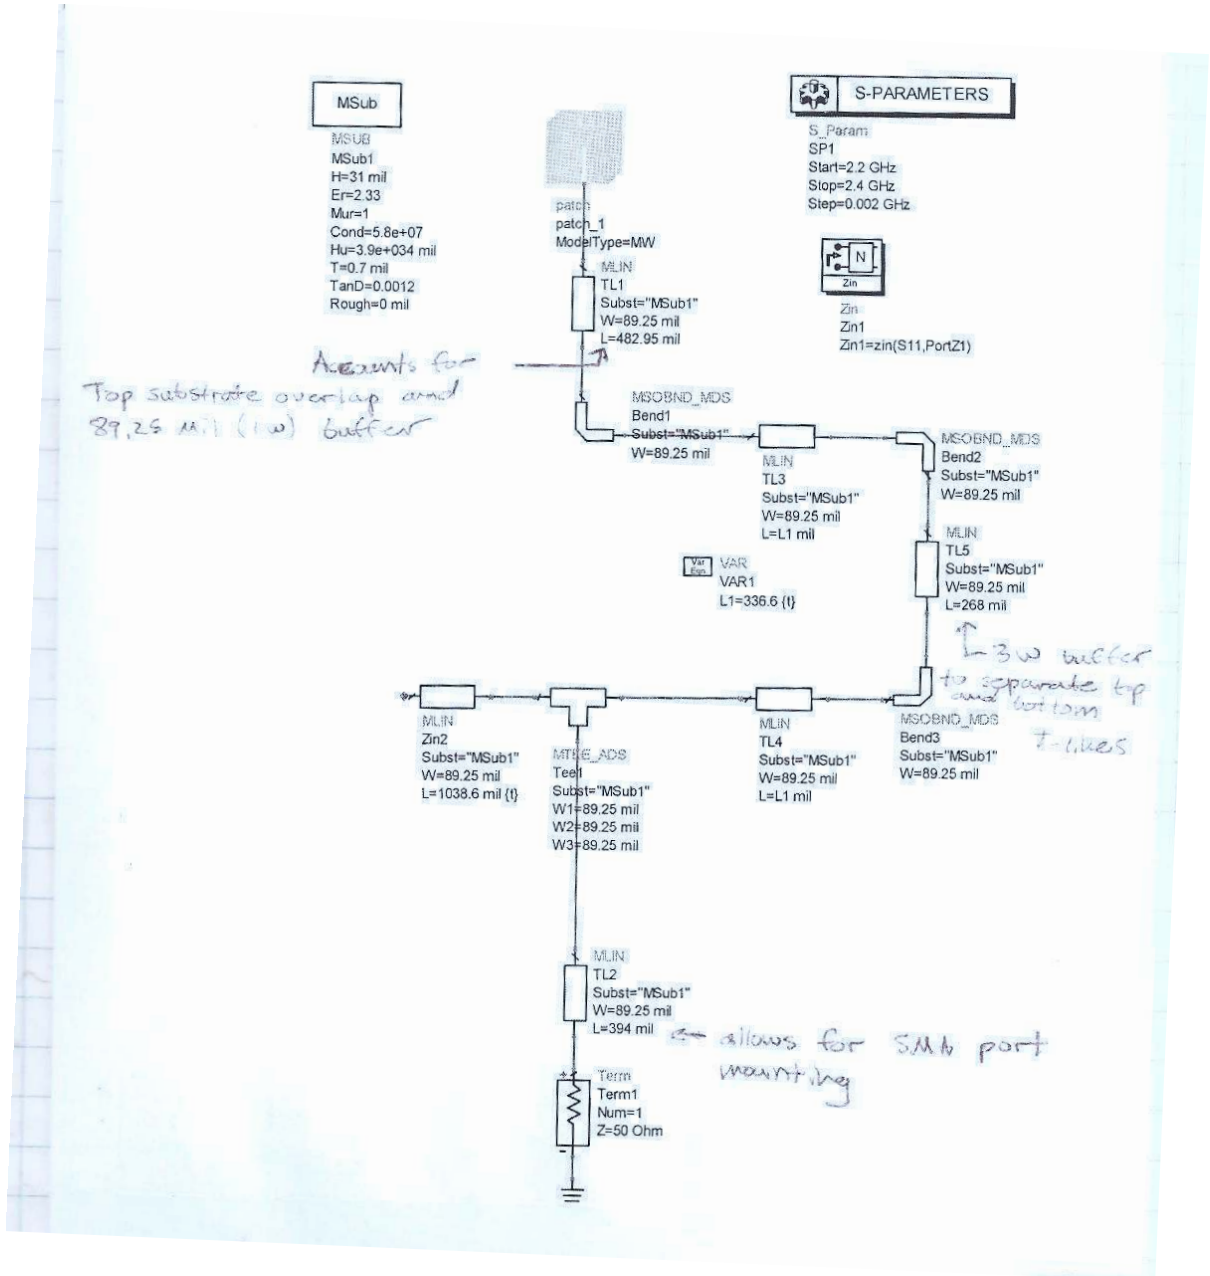 MSub
MSUB
MSub1
H=31 mil
Er=2.33
Mur=1
Cond=5.8e+07
Hu=3.9e+034 mil
T=0.7 mil
TanD=0.0012
Rough=0 mil
patch
patch_1
ModelType=MW
S-PARAMETERS
S_Param
SP1
Start=2.2 GHz
Stop=2.4 GHz
Step=0.002 GHz
N
Zin
Zin
Zin1
Zin1=zin(S11,PortZ1)
MLIN
TL1
Subst="MSub1"
W=89.25 mil
L=482.95 mil
Accounts for
Top substrate overlap and
89.25 Mil (1w) buffer
MSOBND_MDS
Bend1
Subst="MSub1"
W=89.25 mil
MLIN
TL3
Subst="MSub1"
W=89.25 mil
L=L1 mil
MSOBND_MDS
Bend2
Subst="MSub1"
W=89.25 mil
Var
Eqn
VAR
VAR1
L1=336.6 {t}
MLIN
TL5
Subst="MSub1"
W=89.25 mil
L=268 mil
3W buffer
to separate top
and bottom
MLIN
Zin2
Subst="MSub1"
W=89.25 mil
L=1038.6 mil {t}
MTEE_ADS
Tee1
Subst="MSub1"
W1=89.25 mil
W2=89.25 mil
W3=89.25 mil
MLIN
TL4
Subst="MSub1"
W=89.25 mil
L=L1 mil
MSOBND_MDS
Bend3
Subst="MSub1"
W=89.25 mil
MLIN
TL2
Subst="MSub1"
W=89.25 mil
L=394 mil
allows for SMA port
mounting
+
Term
Term1
Num=1
Z=50 Ohm
-